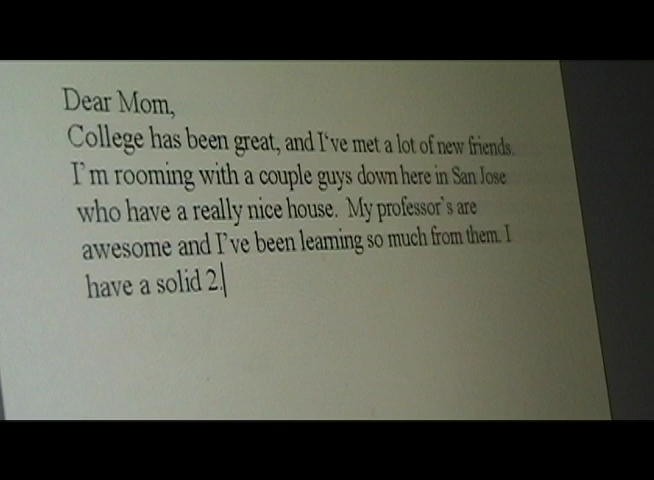 Dear Mom,
College has been great, and I've met a lot of new friends.
I'm rooming with a couple guys down here in San Jose
who have a really nice house. My professor's are
awesome and I've been learning so much from them. I
have a solid 2.